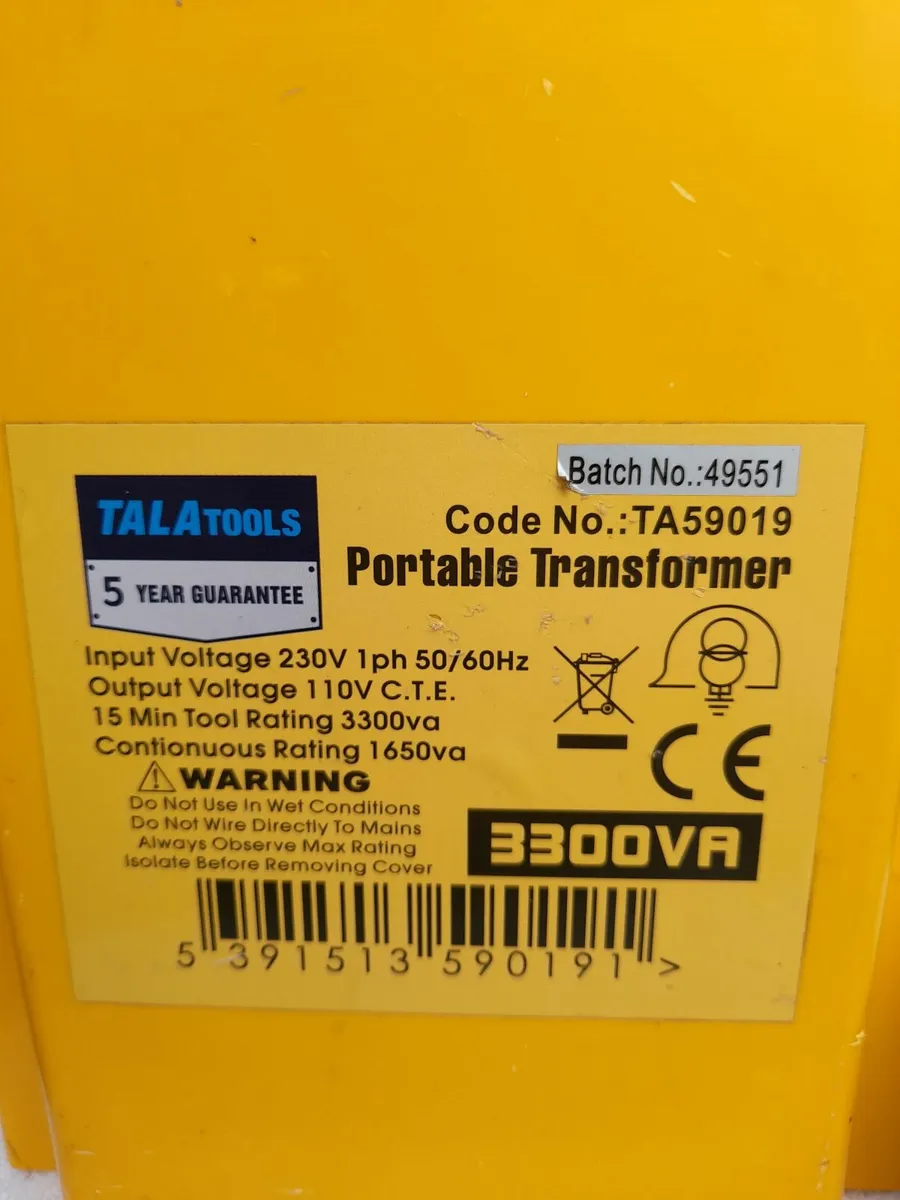 Batch No.:49551
Code No.:TA59019
Portable Transformer
TALATOOLS
5 YEAR GUARANTEE
Input Voltage 230V 1ph 50/60Hz
Output Voltage 110V C.T.E.
15 Min Tool Rating 3300va
Contionuous Rating 1650va
WARNING
Do Not Use In Wet Conditions
Do Not Wire Directly To Mains
Always Observe Max Rating
Isolate Before Removing Cover
CE
3300VA
5 391513 590191 >